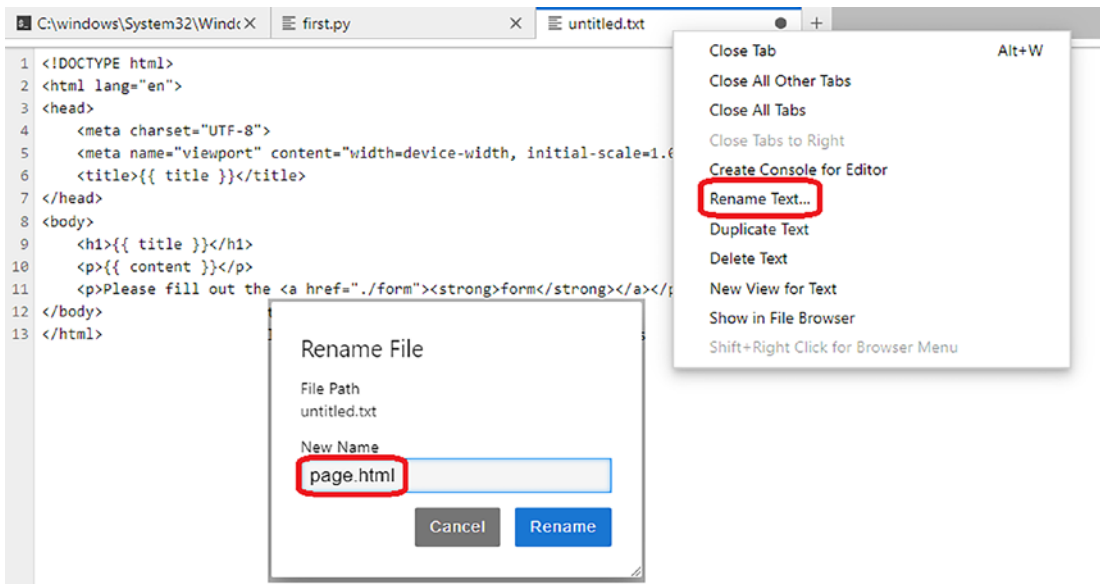 C:\windows\System32\Windc
first.py
untitled.txt
1 <!DOCTYPE html>
2 <html lang="en">
3 <head>
4 <meta charset="UTF-8">
5 <meta name="viewport" content="width=device-width, initial-scale=1.0
6 <title>{{ title }}</title>
7 </head>
8 <body>
9 <h1>{{ title }}</h1>
10 <p>{{ content }}</p>
11 <p>Please fill out the <a href="./form"><strong>form</strong></a></p
12 </body>
13 </html>
Close Tab Alt+W
Close All Other Tabs
Close All Tabs
Close Tabs to Right
Create Console for Editor
Rename Text...
Duplicate Text
Delete Text
New View for Text
Show in File Browser
Shift+Right Click for Browser Menu
Rename File
File Path
untitled.txt
New Name
page.html
Cancel Rename